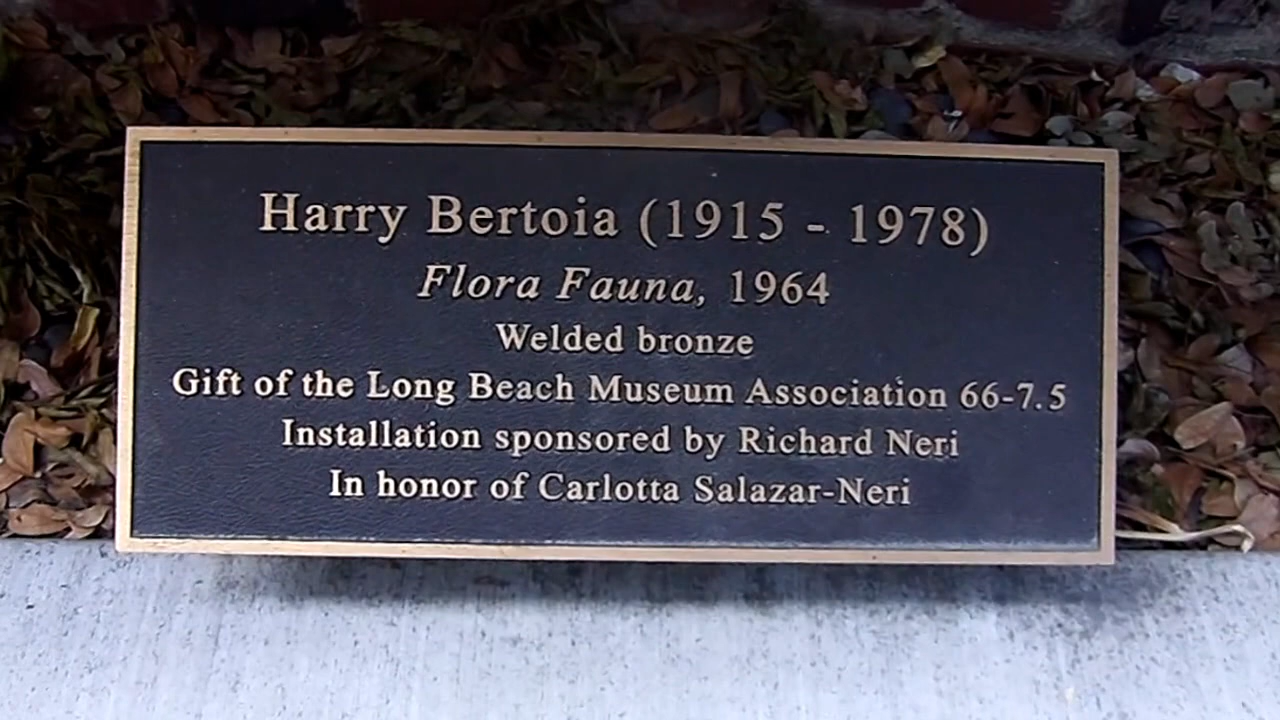 Harry Bertoia (1915 - 1978)
Flora Fauna, 1964
Welded bronze
Gift of the Long Beach Museum Association 66-7.5
Installation sponsored by Richard Neri
In honor of Carlotta Salazar-Neri